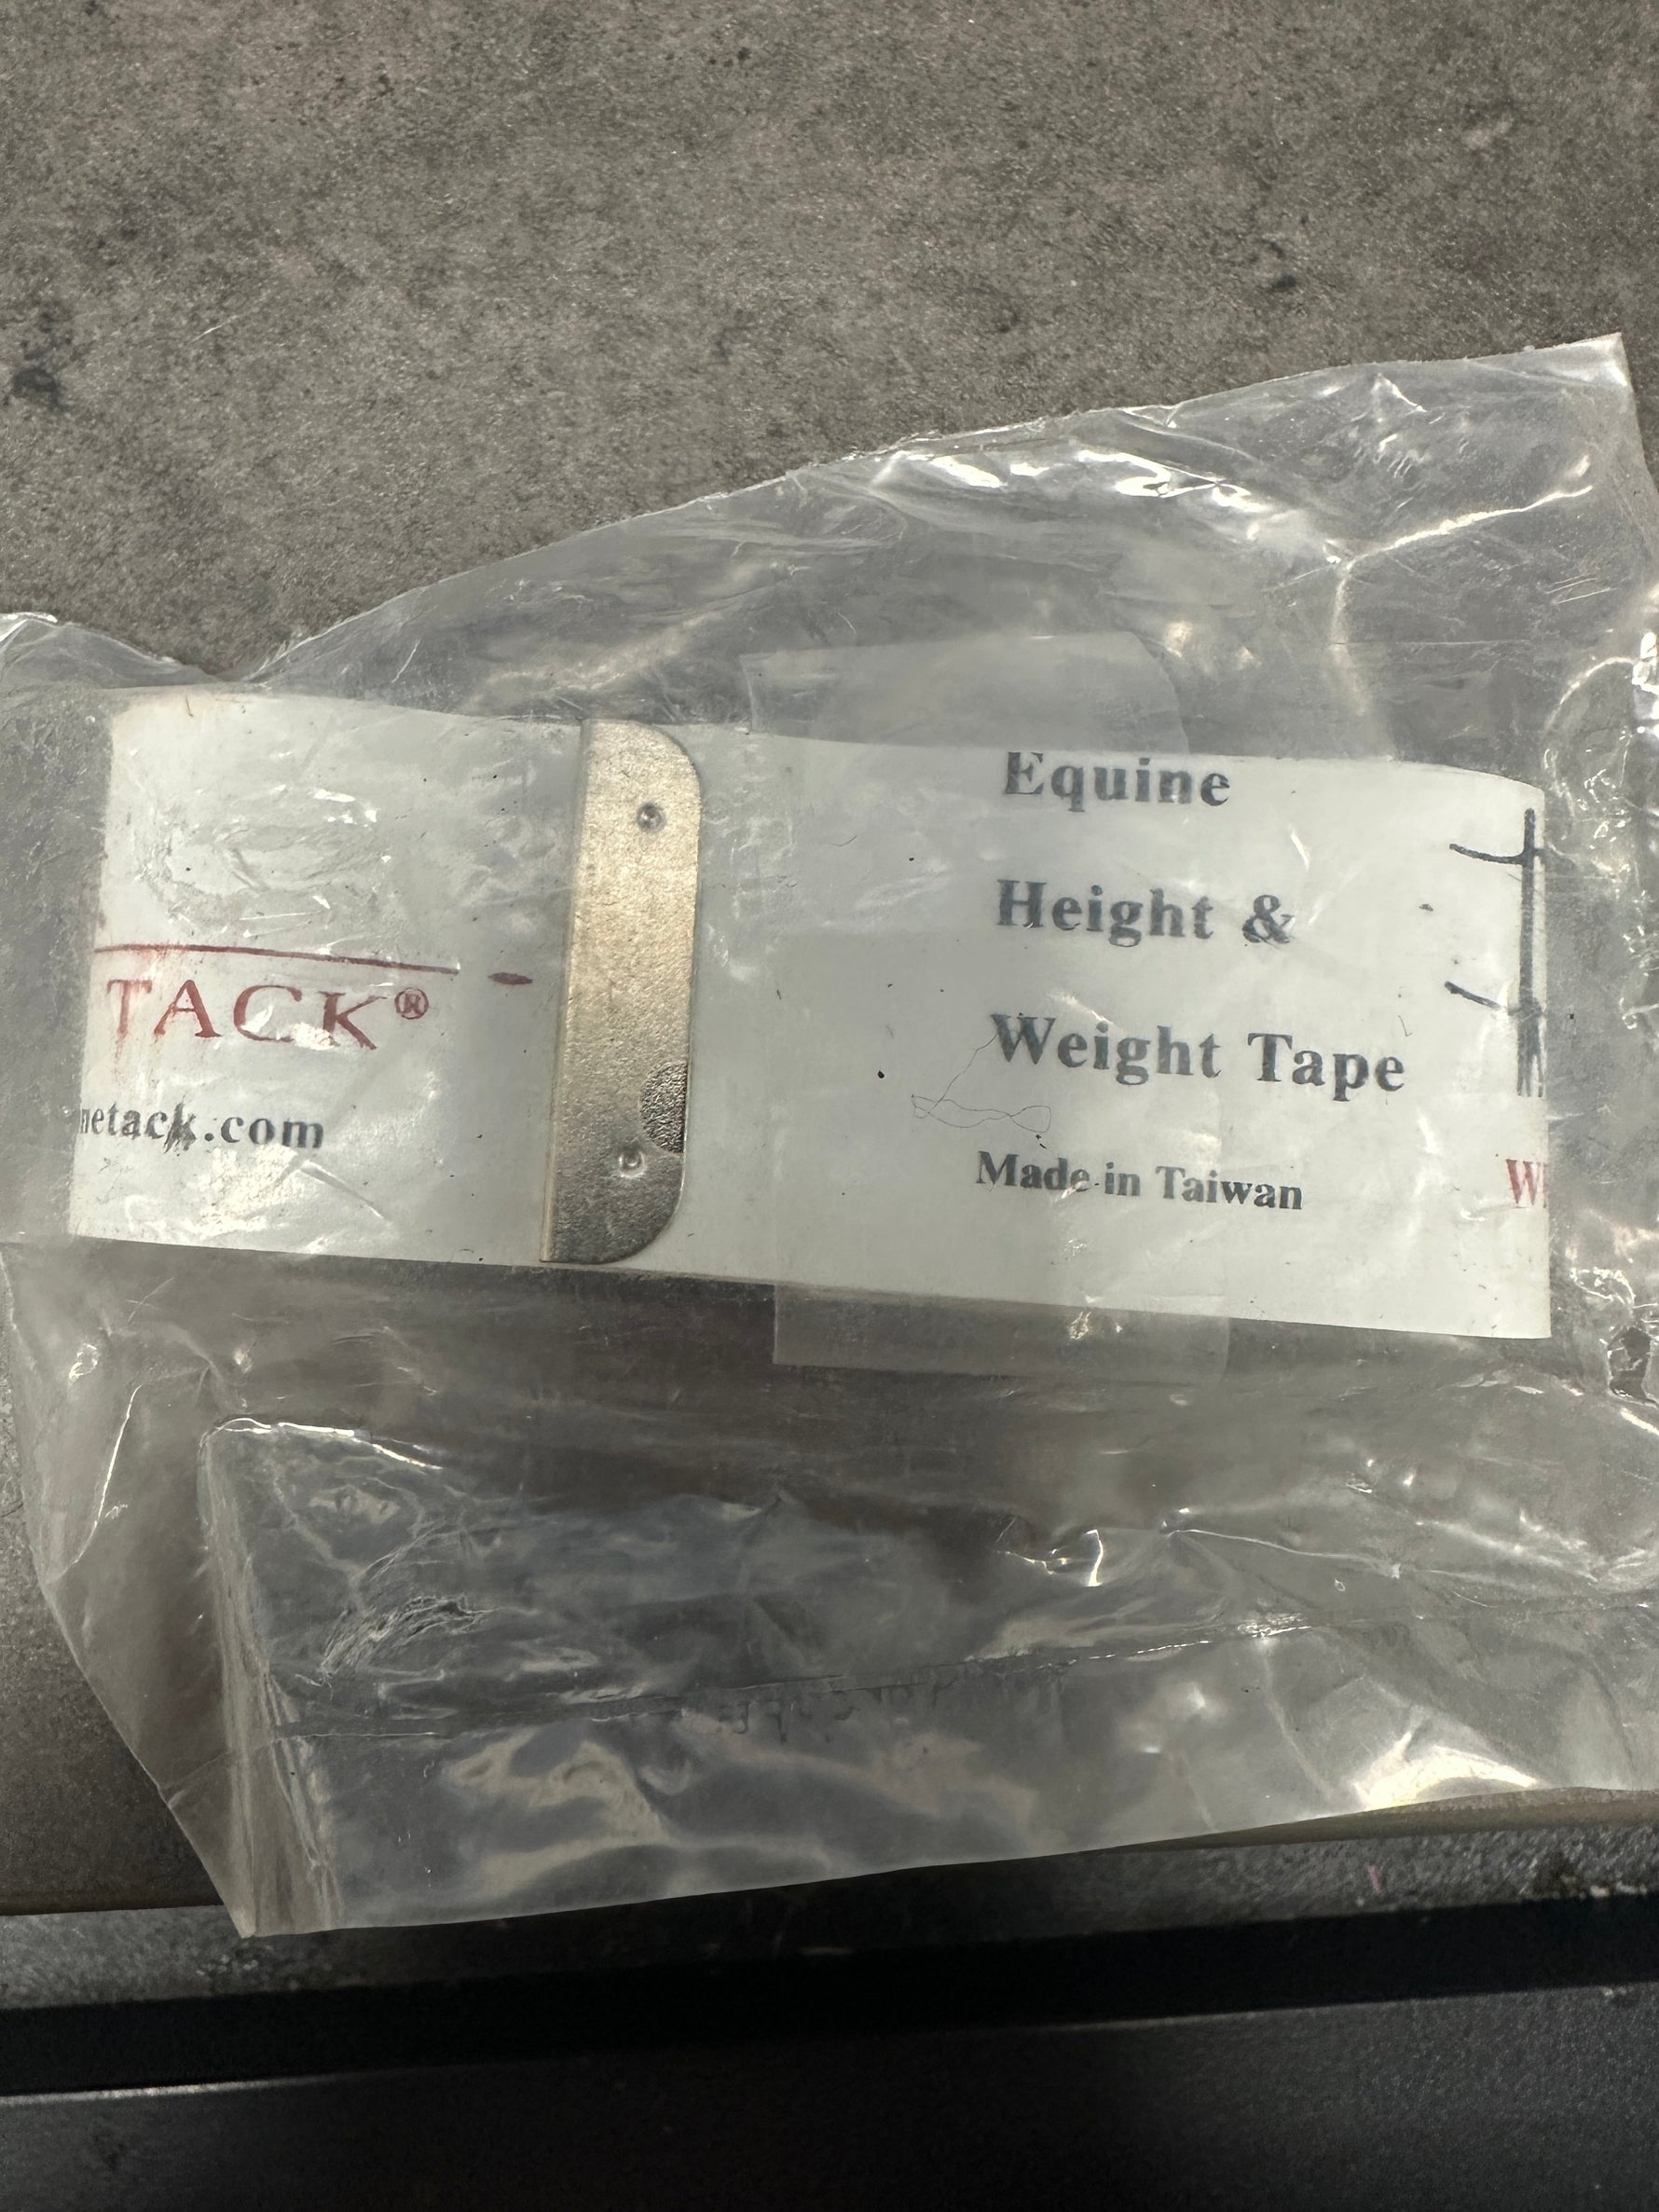 TACK®
netack.com
Equine
Height &
Weight Tape
Made in Taiwan